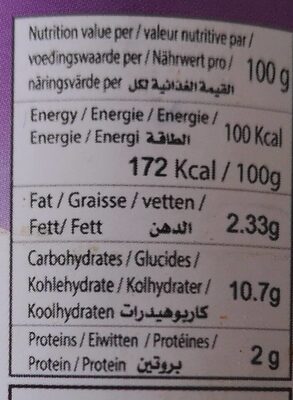 Nutrition value per / valeur nutritive par /
voedingswaarde per / Nährwert pro / 100 g
näringsvärde per القيمة الغذائية لكل
Energy / Energie / Energie /
Energie / Energi الطاقة 100 Kcal
172 Kcal / 100g
Fat / Graisse / vetten /
Fett/ Fett الدهن 2.33g
Carbohydrates / Glucides /
Kohlehydrate / Kolhydrater / 10.7g
Koolhydraten كاربوهيدرات
Proteins / Eiwitten / Protéines /
Protein / Protein بروتين 2 g